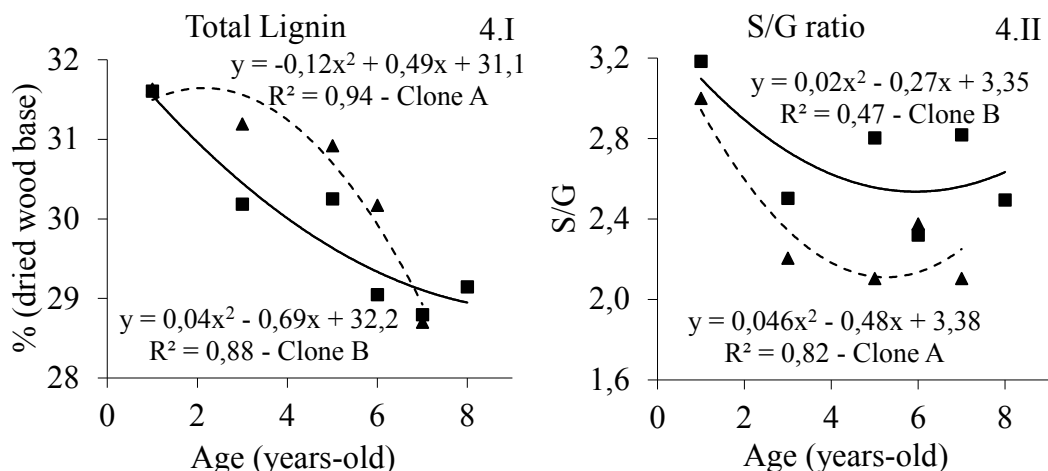 Total Lignin 4.I
y = -0,12x² + 0,49x + 31,1
R² = 0,94 - Clone A
32
31
30
29
28
% (dried wood base)
y = 0,04x² - 0,69x + 32,2
R² = 0,88 - Clone B
0 2 4 6 8
Age (years-old)
S/G ratio 4.II
y = 0,02x² - 0,27x + 3,35
R² = 0,47 - Clone B
3,2
2,8
2,4
2,0
1,6
S/G
y = 0,046x² - 0,48x + 3,38
R² = 0,82 - Clone A
0 2 4 6 8
Age (years-old)